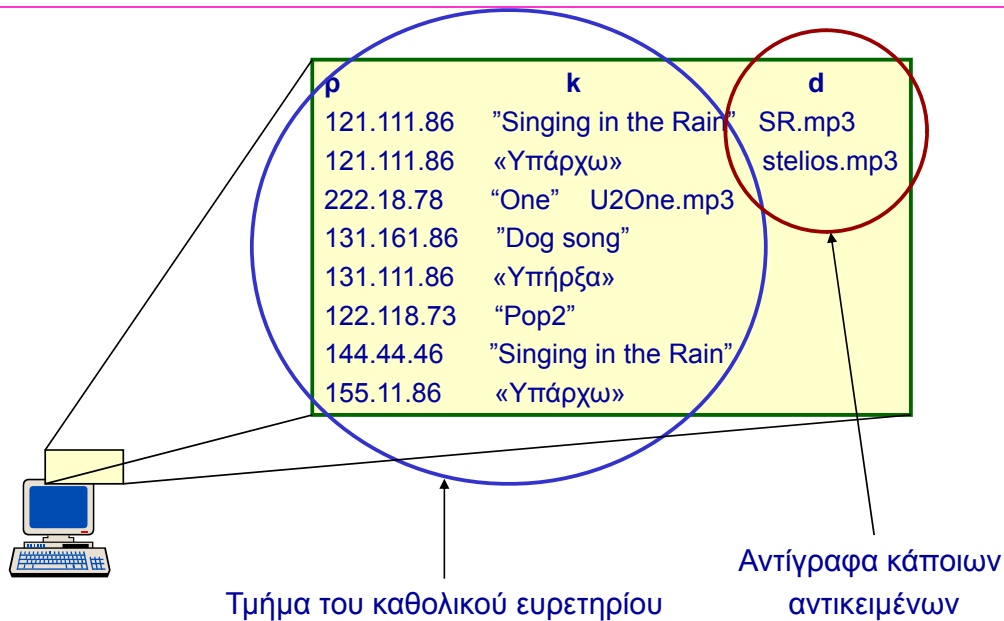 p k d
121.111.86 ”Singing in the Rain” SR.mp3
121.111.86 «Υπάρχω» stelios.mp3
222.18.78 “One” U2One.mp3
131.161.86 ”Dog song”
131.111.86 «Υπήρξα»
122.118.73 “Pop2”
144.44.46 ”Singing in the Rain”
155.11.86 «Υπάρχω»
Αντίγραφα κάποιων
αντικειμένων
Τμήμα του καθολικού ευρετηρίου